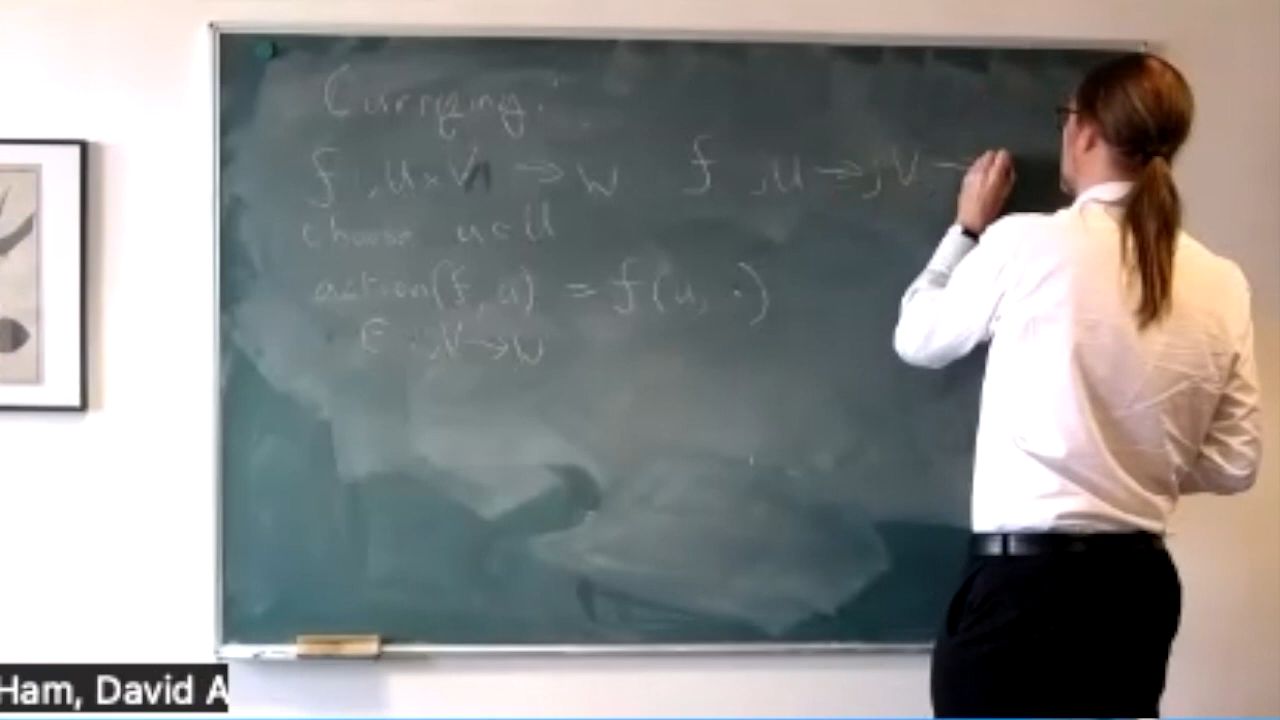 Currying:
f : U × V → W f : U → V →
choose u ∈ U
action(f, u) = f(u, ·)
∈ V → W
Ham, David A